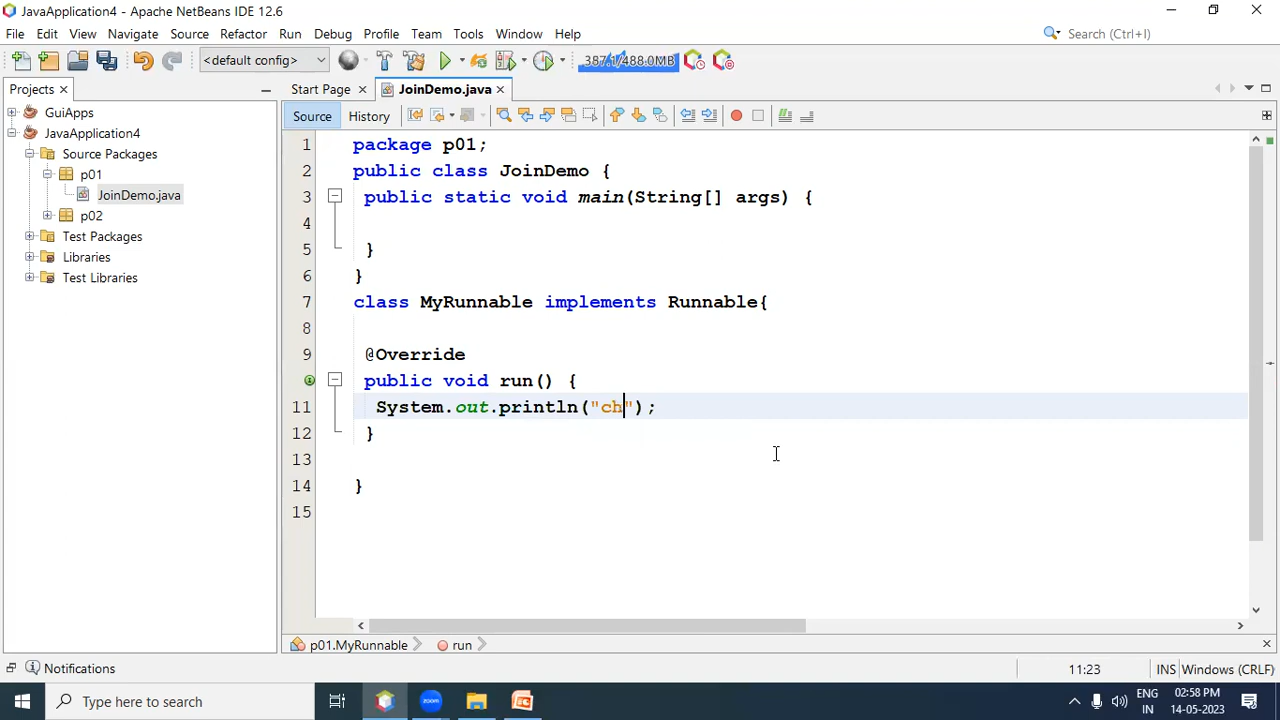 JavaApplication4 - Apache NetBeans IDE 12.6
File Edit View Navigate Source Refactor Run Debug Profile Team Tools Window Help
Search (Ctrl+I)
<default config>
387.1/488.0MB
Projects
Start Page
JoinDemo.java
Source
History
GuiApps
JavaApplication4
Source Packages
p01
JoinDemo.java
p02
Test Packages
Libraries
Test Libraries
1 package p01;
2 public class JoinDemo {
3 public static void main(String[] args) {
4
5 }
6 }
7 class MyRunnable implements Runnable{
8
9 @Override
10 public void run() {
11 System.out.println("ch");
12 }
13
14 }
15
p01.MyRunnable
run
Notifications
11:23
INS
Windows (CRLF)
Type here to search
zoom
ENG
IN
02:58 PM
14-05-2023